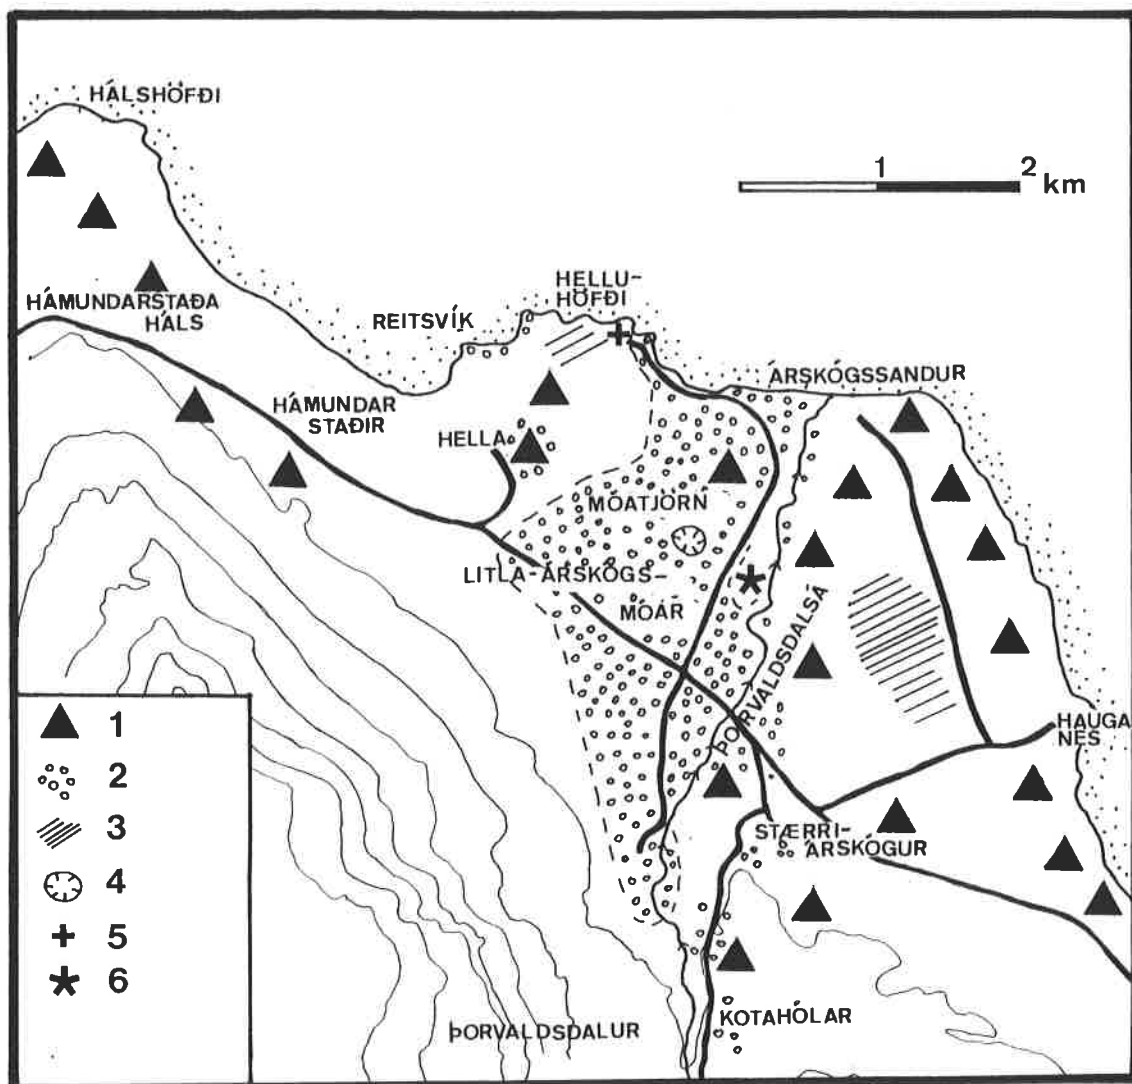 HÁLSHÖFÐI
1
2
km
HELLU-
HÖFÐI
HÁMUNDARSTAÐA
HÁLS
REITSVÍK
ÁRSKÓGSSANDUR
HÁMUNDAR
STAÐIR
HELLA
MÓATJÖRN
LITLA-ÁRSKÓGS-
MÓAR
ÞORVALDSDALSÁ
HAUGA
NES
STÆRRI-
ÁRSKÓGUR
KOTAHÓLAR
ÞORVALDSDALUR
1
2
3
4
5
6